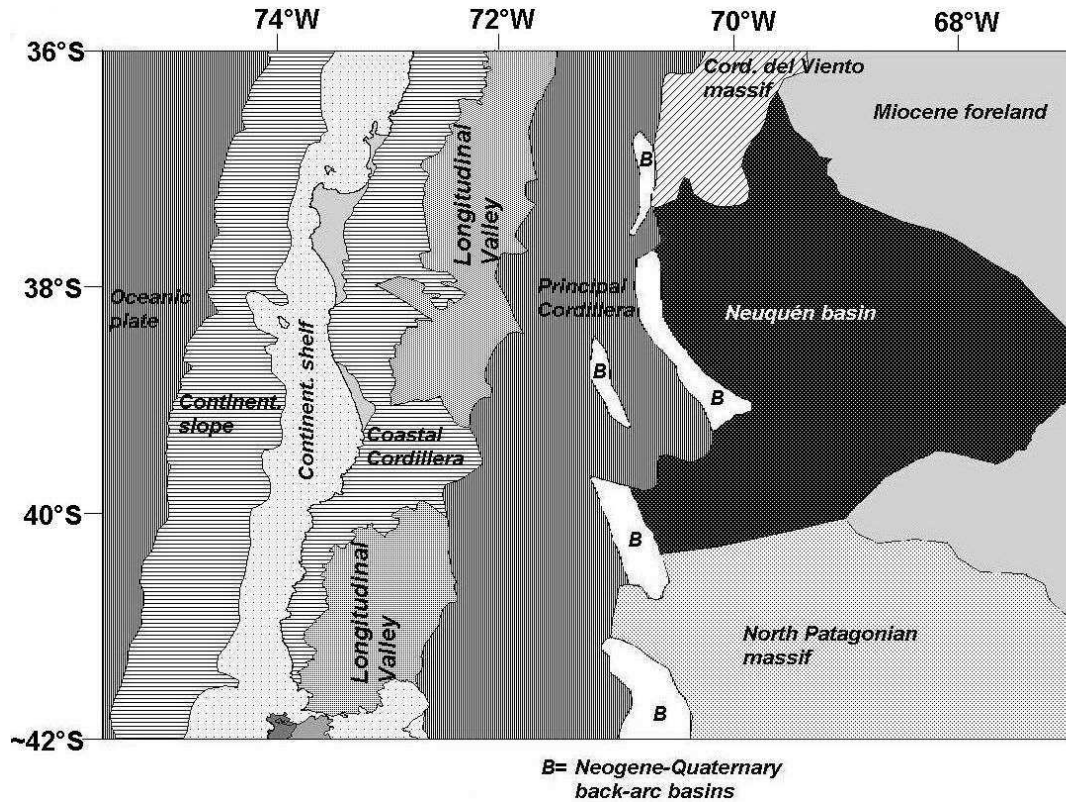 74°W
72°W
70°W
68°W
36°S
38°S
40°S
~42°S
Cord. del Viento
massif
Miocene foreland
B
Longitudinal
Valley
Oceanic
plate
Principal
Cordillera
Neuquén basin
Continent. shelf
B
B
Continent.
slope
Coastal
Cordillera
B
Longitudinal
Valley
North Patagonian
massif
B
B= Neogene-Quaternary
back-arc basins